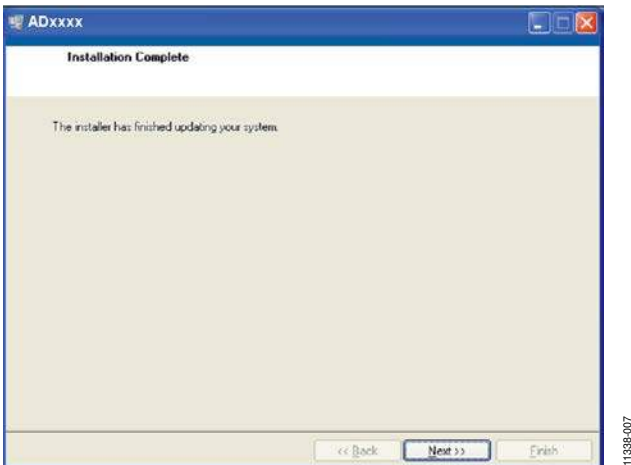 ADxxxx
Installation Complete
The installer has finished updating your system.
<< Back
Next >>
Finish
11338-007